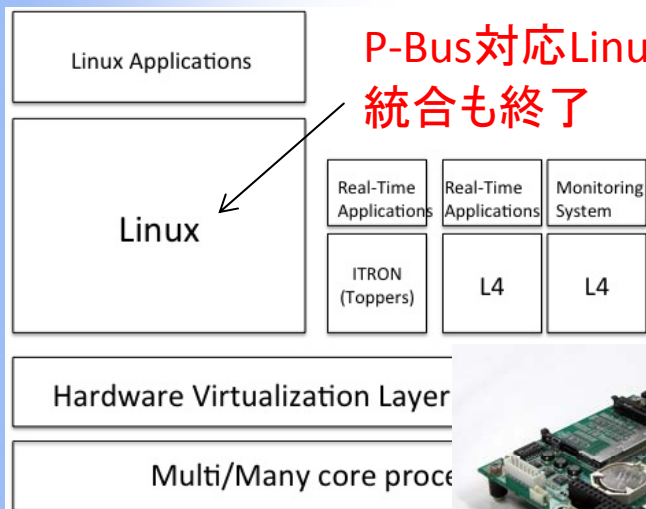 Linux Applications
P-Bus対応Linu
統合も終了
Linux
Real-Time
Applications
Real-Time
Applications
Monitoring
System
ITRON
(Toppers)
L4
L4
Hardware Virtualization Layer
Multi/Many core proce